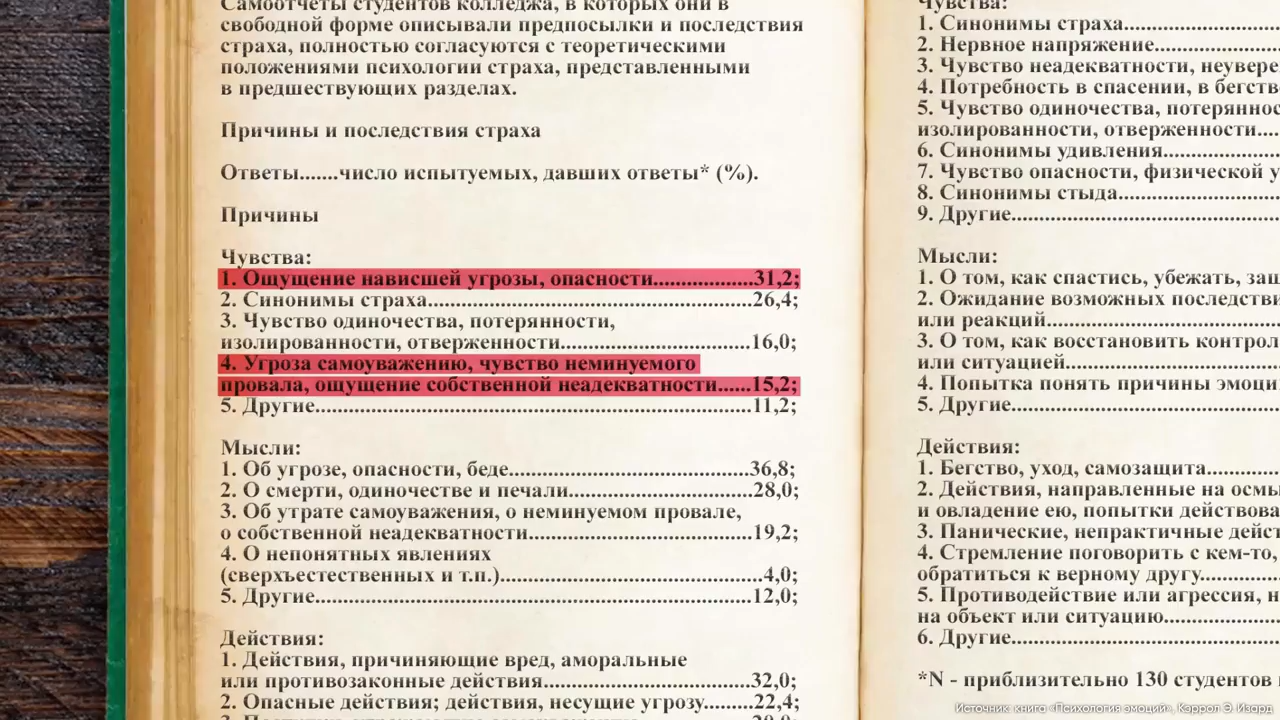 Самоотчеты студентов колледжа, в которых они в
свободной форме описывали предпосылки и последствия
страха, полностью согласуются с теоретическими
положениями психологии страха, представленными
в предшествующих разделах.
Причины и последствия страха
Ответы.......число испытуемых, давших ответы* (%).
Причины
Чувства:
1. Ощущение нависшей угрозы, опасности...................31,2;
2. Синонимы страха..............................................................26,4;
3. Чувство одиночества, потерянности,
изолированности, отверженности....................................16,0;
4. Угроза самоуважению, чувство неминуемого
провала, ощущение собственной неадекватности......15,2;
5. Другие...................................................................................11,2;
Мысли:
1. Об угрозе, опасности, беде..............................................36,8;
2. О смерти, одиночестве и печали...................................28,0;
3. Об утрате самоуважения, о неминуемом провале,
о собственной неадекватности...........................................19,2;
4. О непонятных явлениях
(сверхъестественных и т.п.)..................................................4,0;
5. Другие...................................................................................12,0;
Действия:
1. Действия, причиняющие вред, аморальные
или противозаконные действия.......................................32,0;
2. Опасные действия; действия, несущие угрозу.........22,4;
Чувства:
1. Синонимы страха
2. Нервное напряжение
3. Чувство неадекватности,
4. Потребность в спасении, в
5. Чувство одиночества,
изолированности, отверженности
6. Синонимы удивления
7. Чувство опасности, физической
8. Синонимы стыда
9. Другие
Мысли:
1. О том, как спастись, убежать,
2. Ожидание возможных
или реакций
3. О том, как восстановить
или ситуацией
4. Попытка понять причины
5. Другие
Действия:
1. Бегство, уход, самозащита
2. Действия, направленные на
и овладение ею, попытки
3. Панические, непрактичные
4. Стремление поговорить с кем-то,
обратиться к верному другу
5. Противодействие или агрессия,
на объект или ситуацию
6. Другие
*N - приблизительно 130 студентов
Источник: книга «Психология эмоций», Кэррол Э. Изард